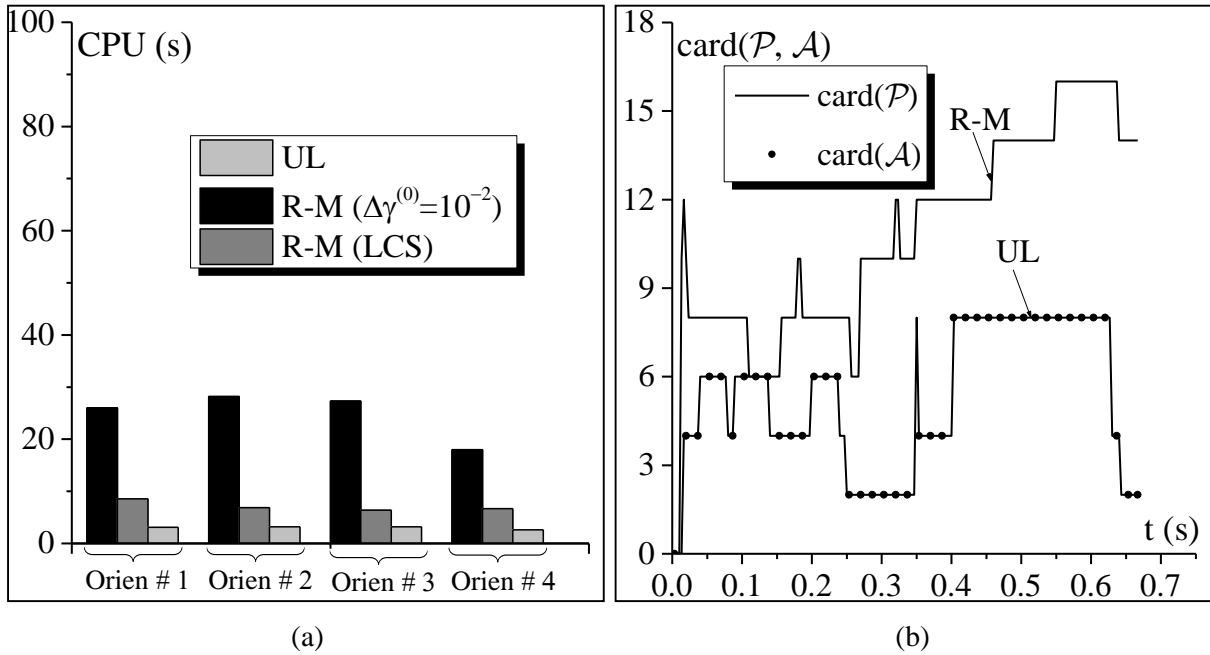 100
CPU (s)
80
60
40
20
0
UL
R-M (Δγ⁽⁰⁾=10⁻²)
R-M (LCS)
Orien # 1
Orien # 2
Orien # 3
Orien # 4
(a)
18
card(𝒫, 𝒜)
15
12
9
6
3
0
card(𝒫)
card(𝒜)
R-M
UL
t (s)
0.0 0.1 0.2 0.3 0.4 0.5 0.6 0.7
(b)